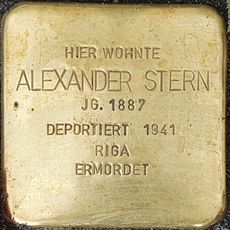 HIER WOHNTE
ALEXANDER STERN
JG. 1887
DEPORTIERT 1941
RIGA
ERMORDET